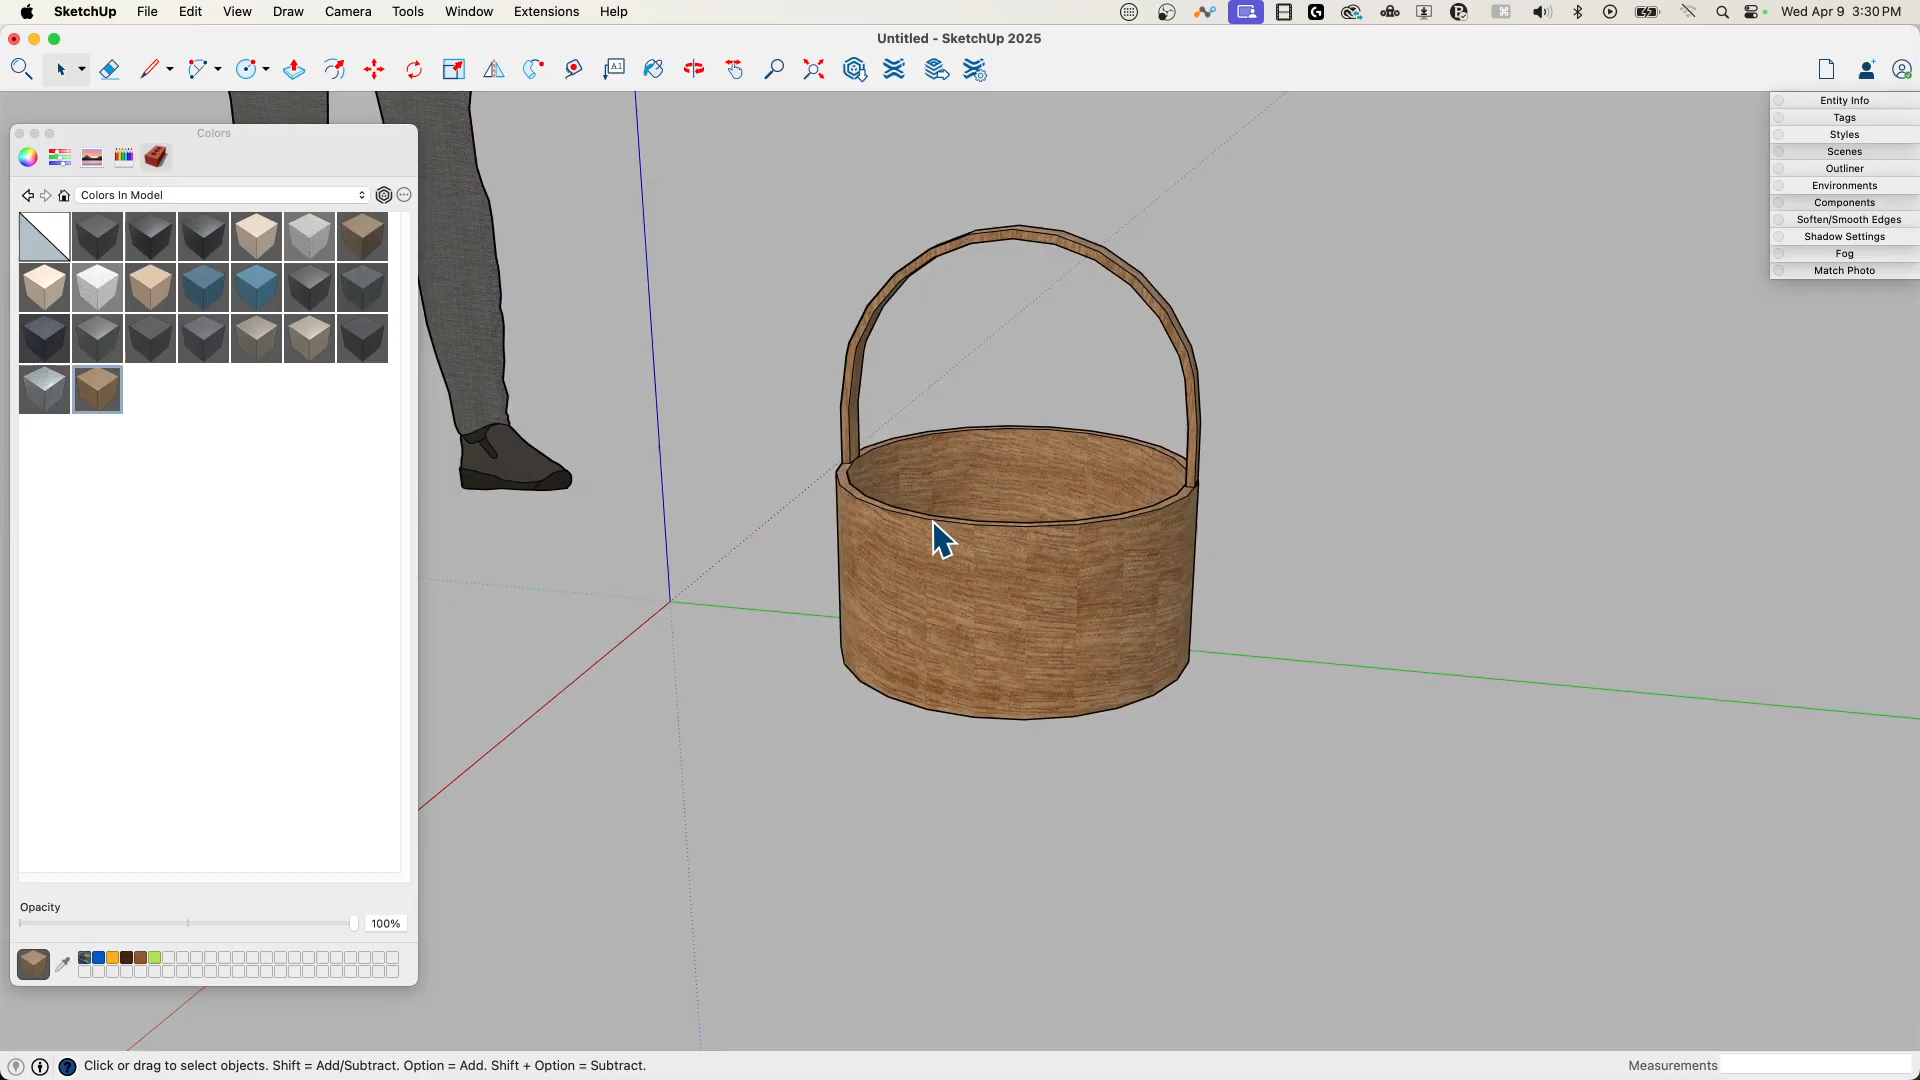 SketchUp File Edit View Draw Camera Tools Window Extensions Help Wed Apr 9 3:30 PM
Untitled - SketchUp 2025
A1
Entity Info
Tags
Styles
Scenes
Outliner
Environments
Components
Soften/Smooth Edges
Shadow Settings
Fog
Match Photo
Colors
Colors In Model
Opacity
100%
Click or drag to select objects. Shift = Add/Subtract. Option = Add. Shift + Option = Subtract.
Measurements